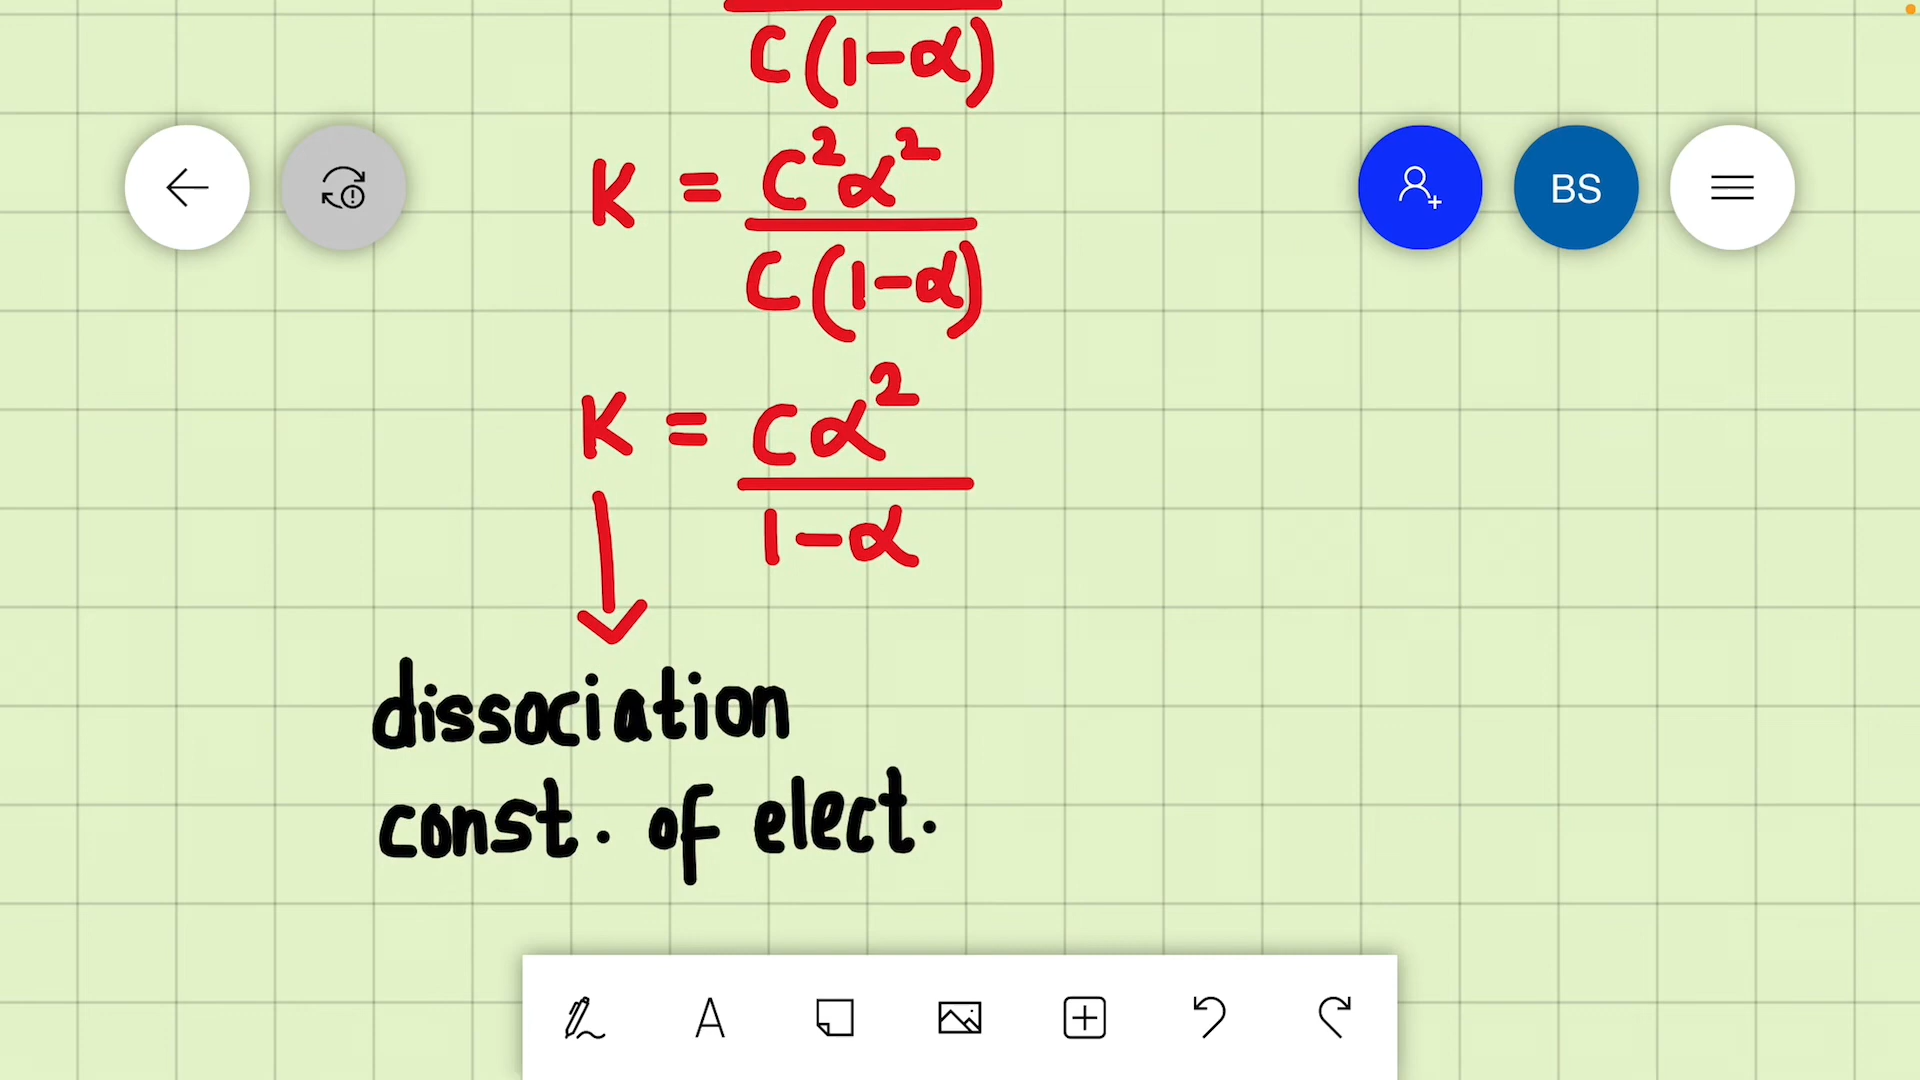 C(1-α)
K = C²α²
C(1-α)
K = Cα²
1-α
dissociation
const. of elect.
BS
A